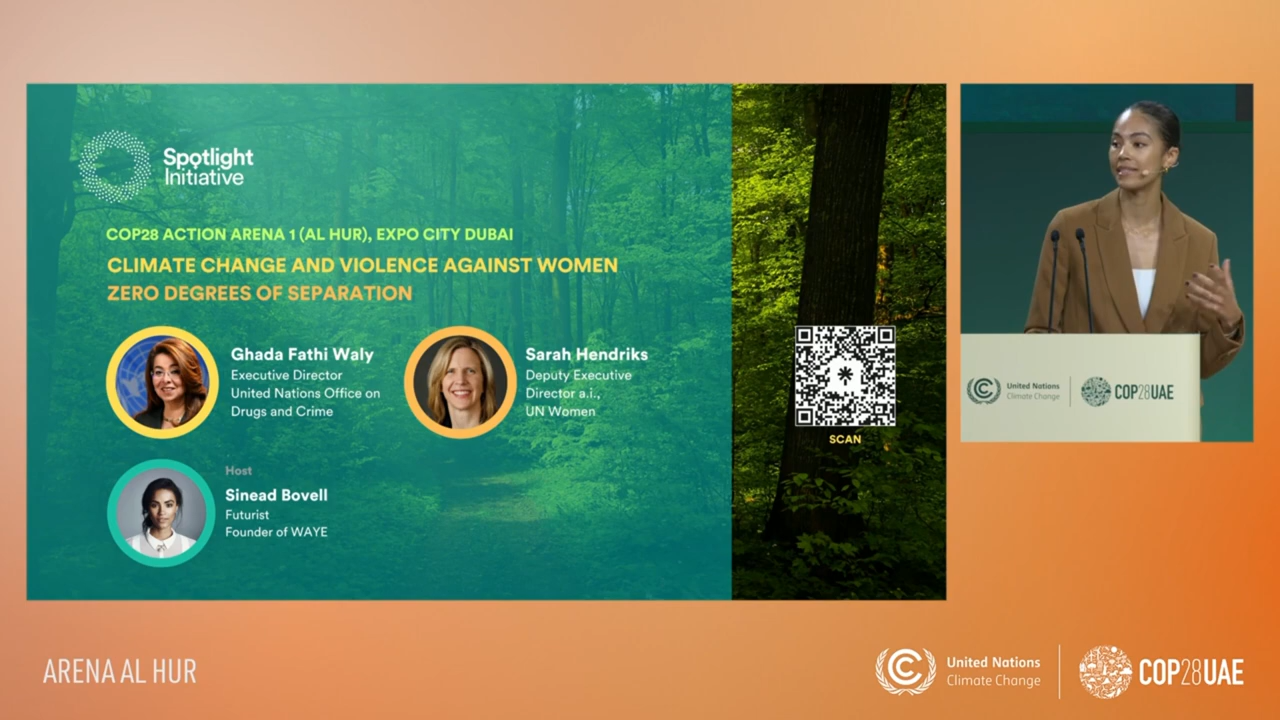 Spotlight
Initiative
COP28 ACTION ARENA 1 (AL HUR), EXPO CITY DUBAI
CLIMATE CHANGE AND VIOLENCE AGAINST WOMEN
ZERO DEGREES OF SEPARATION
Ghada Fathi Waly
Executive Director
United Nations Office on
Drugs and Crime
Sarah Hendriks
Deputy Executive
Director a.i.,
UN Women
Host
Sinead Bovell
Futurist
Founder of WAYE
SCAN
United Nations
Climate Change
COP28UAE
ARENA AL HUR
United Nations
Climate Change
COP28UAE